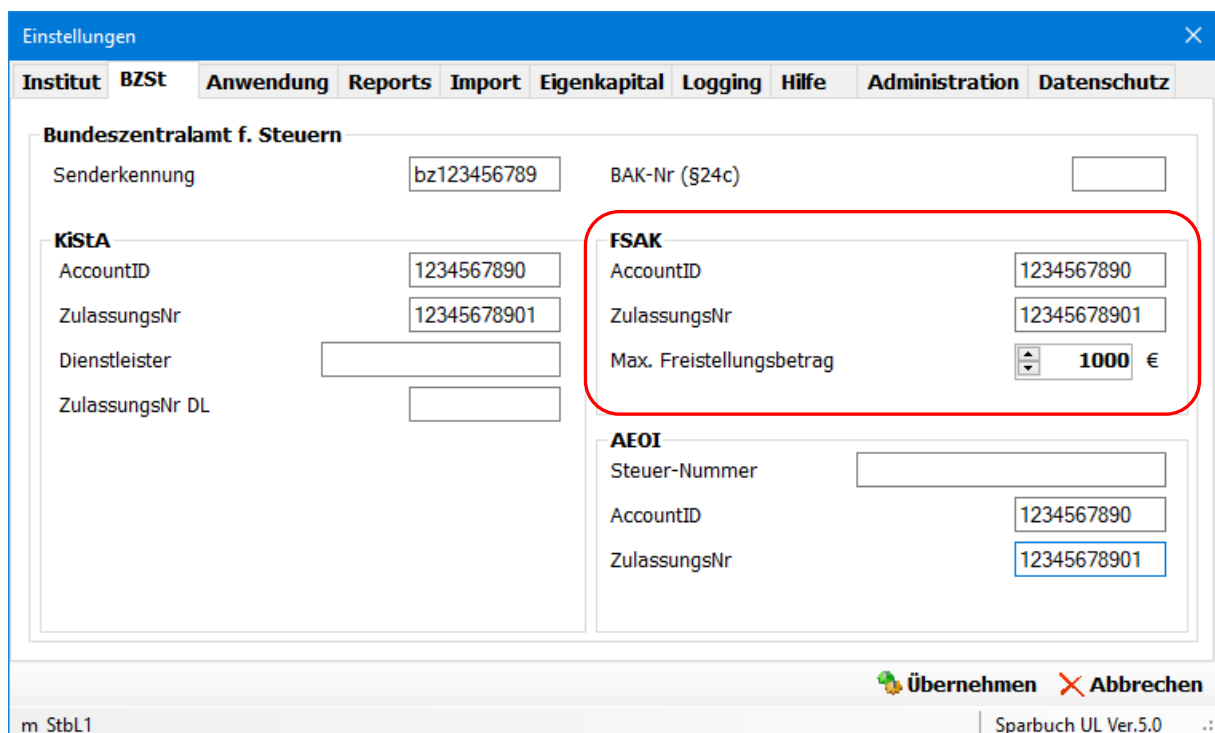 Einstellungen
Institut BZSt Anwendung Reports Import Eigenkapital Logging Hilfe Administration Datenschutz
Bundeszentralamt f. Steuern
Senderkennung bz123456789 BAK-Nr (§24c)
KiStA
AccountID 1234567890
ZulassungsNr 12345678901
Dienstleister
ZulassungsNr DL
FSAK
AccountID 1234567890
ZulassungsNr 12345678901
Max. Freistellungsbetrag 1000 €
AEOI
Steuer-Nummer
AccountID 1234567890
ZulassungsNr 12345678901
Übernehmen Abbrechen
m_StbL1 Sparbuch UL Ver.5.0